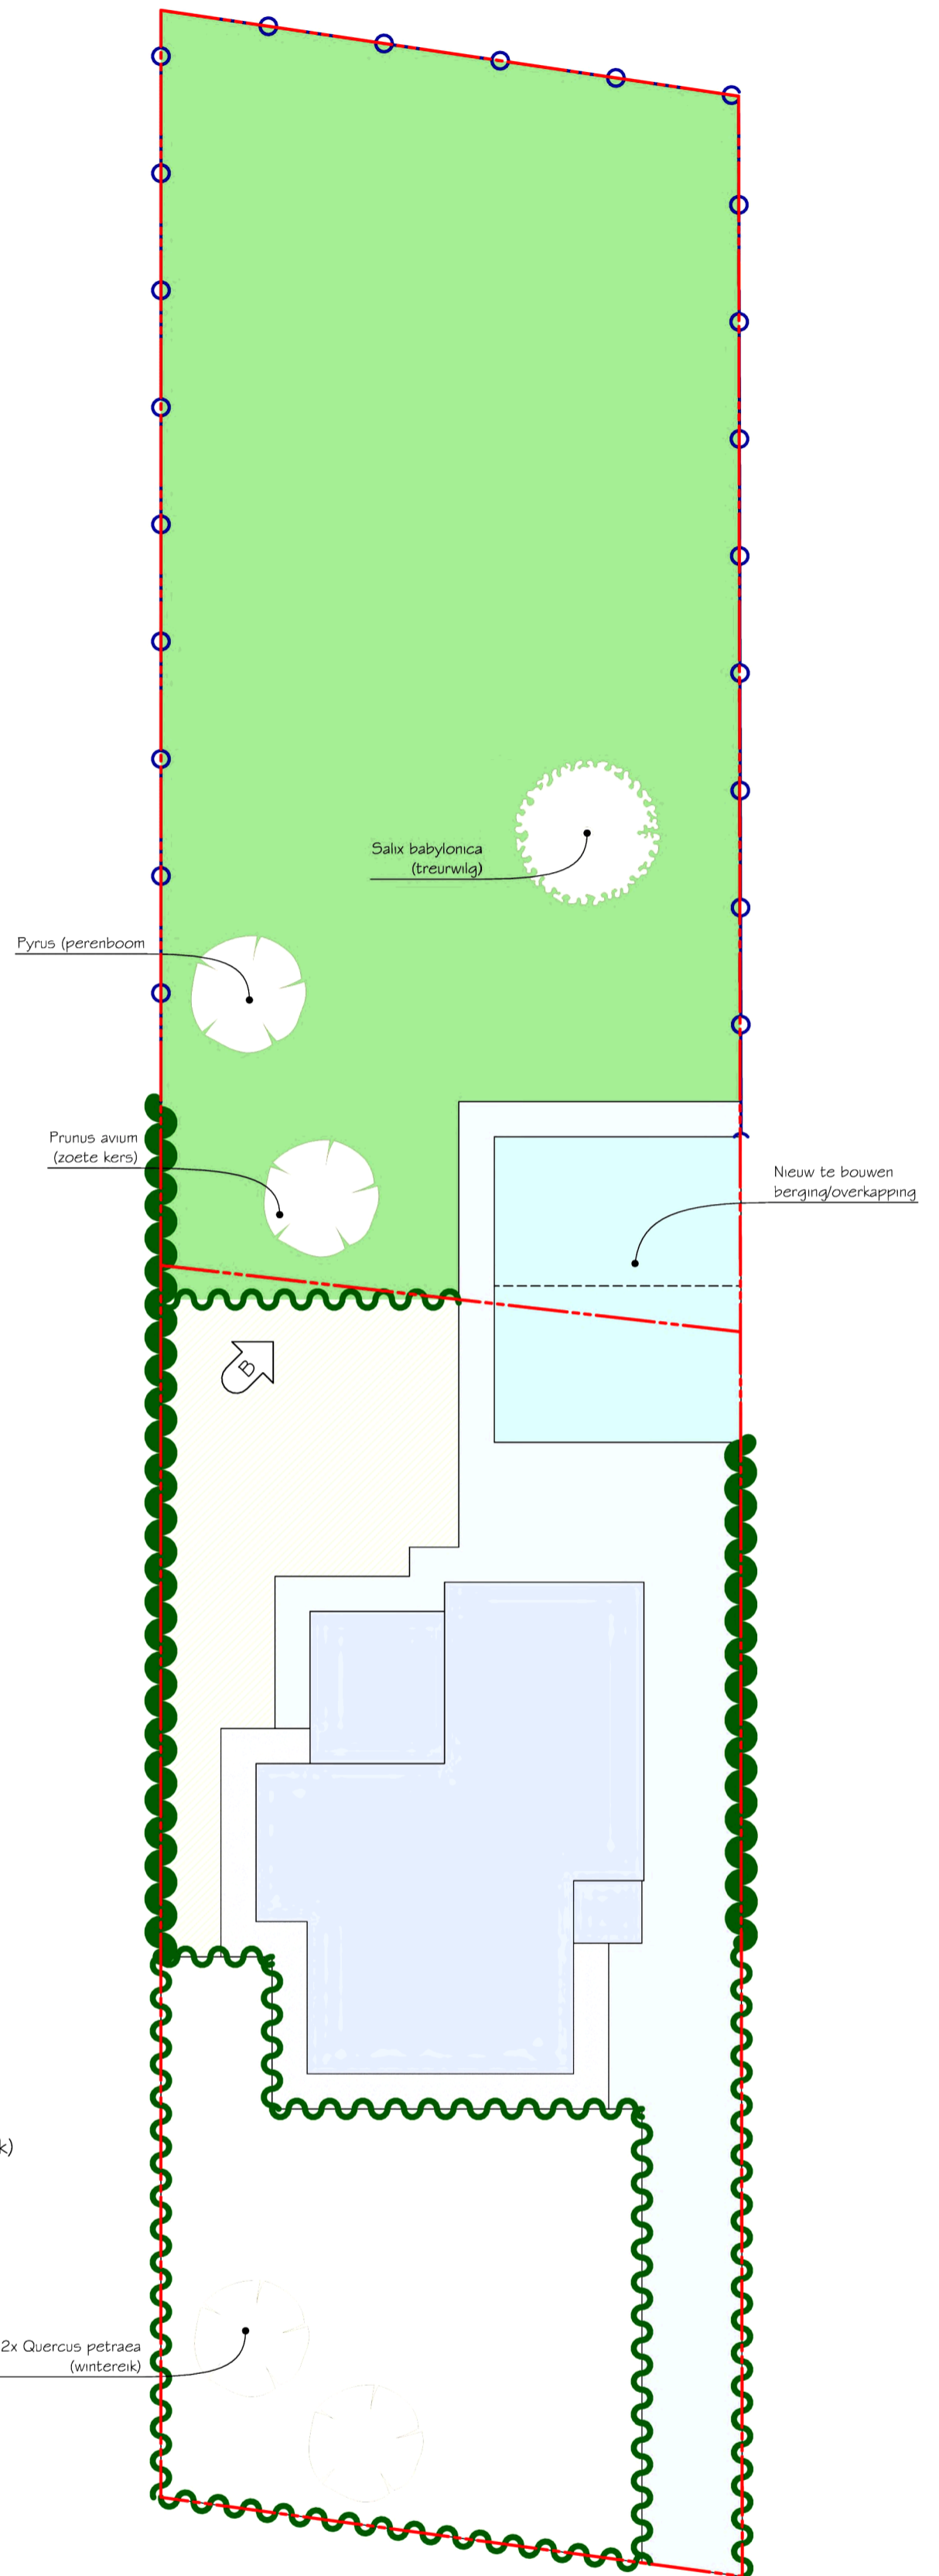 Salix babylonica
(treurwilg)
Pyrus (perenboom
Prunus avium
(zoete kers)
Nieuw te bouwen
berging/overkapping
B
k)
2x Quercus petraea
(wintereik)